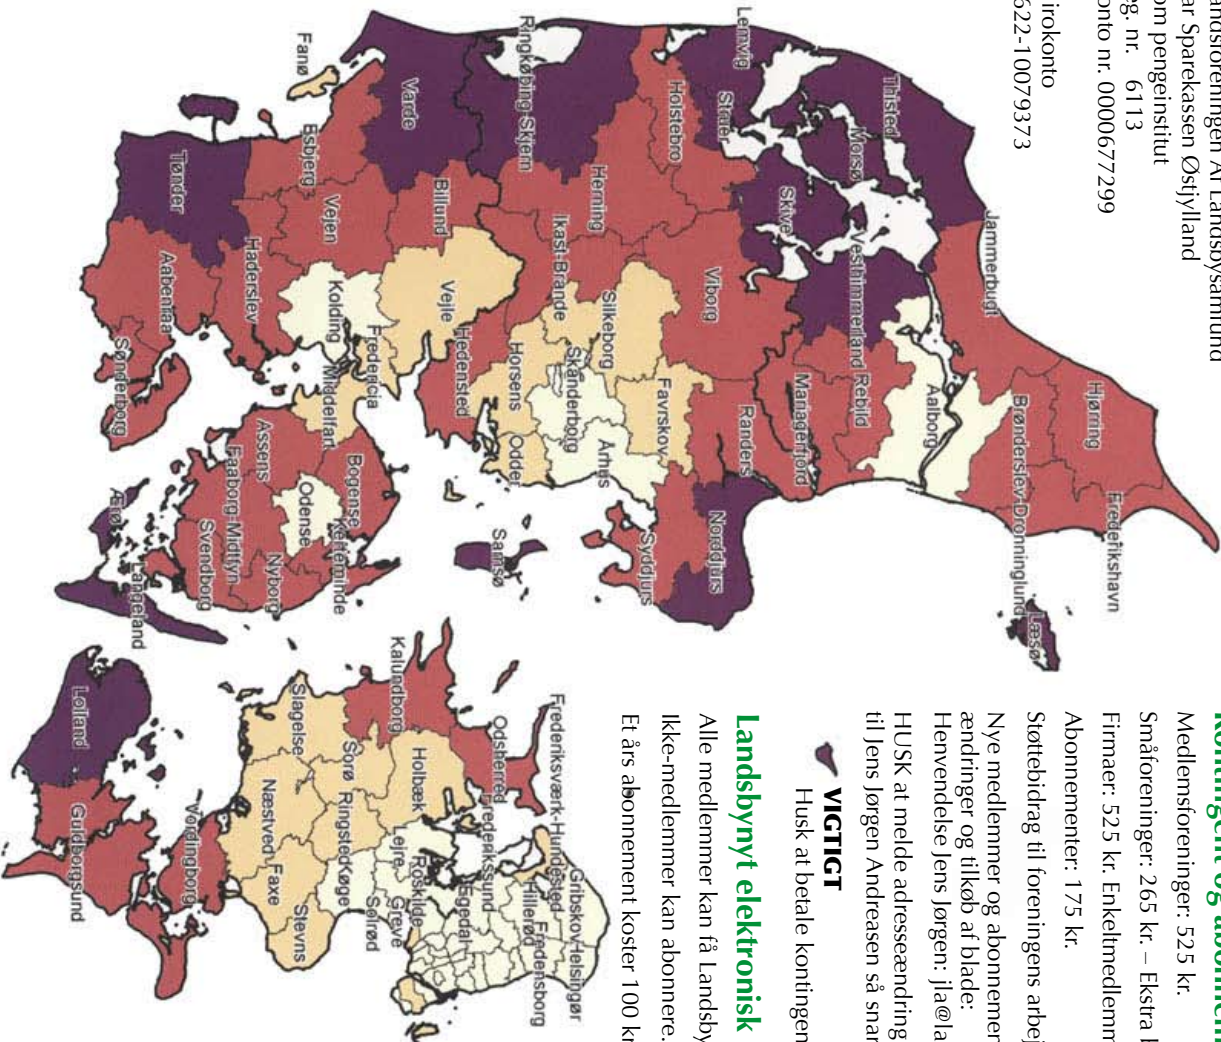 andsforeningen Af Landsbysamfund
ar Sparekassen Østjylland
om pengeinstitut
eg. nr. 6113
onto nr. 0000677299
irokonto
622-10079373
Kontingent og abonnem
Medlemsforeninger: 525 kr.
Småforeninger: 265 kr. – Ekstra
Firmaer: 525 kr. Enkeltmedlemm
Abonnementer: 175 kr.
Støttebidrag til foreningens arbej
Nye medlemmer og abonnemen
ændringer og tilkøb af blade:
Henvendelse Jens Jørgen: jla@la
HUSK at melde adresseændring
til Jens Jørgen Andreasen så snar
VIGTIGT
Husk at betale kontingen
Landsbynyt elektronisk
Alle medlemmer kan få Landsby
Ikke-medlemmer kan abonnere.
Et års abonnement koster 100 kr
Frederikshavn
Hjørring
Læsø
Brønderslev-Dronninglund
Jammerbugt
Aalborg
Thisted
Rebild
Vesthimmerland
Morsø
Mariagerfjord
Skive
Randers
Norddjurs
Lemvig
Struer
Viborg
Holstebro
Favrskov
Syddjurs
Silkeborg
Århus
Herning
Skanderborg
Ikast-Brande
Ringkøbing-Skjern
Horsens
Odder
Samsø
Hedensted
Vejle
Billund
Varde
Fredericia
Kolding
Middelfart
Vejen
Esbjerg
Fanø
Bogense
Kerteminde
Odense
Assens
Nyborg
Faaborg-Midtfyn
Svendborg
Haderslev
Tønder
Aabenraa
Sønderborg
Ærø
Langeland
Helsingør
Gribskov
Frederiksværk-Hundested
Fredensborg
Hillerød
Odsherred
Frederikssund
Egedal
Kalundborg
Holbæk
Roskilde
Lejre
Greve
Solrød
Sorø
Ringsted
Køge
Slagelse
Næstved
Faxe
Stevns
Vordingborg
Lolland
Guldborgsund